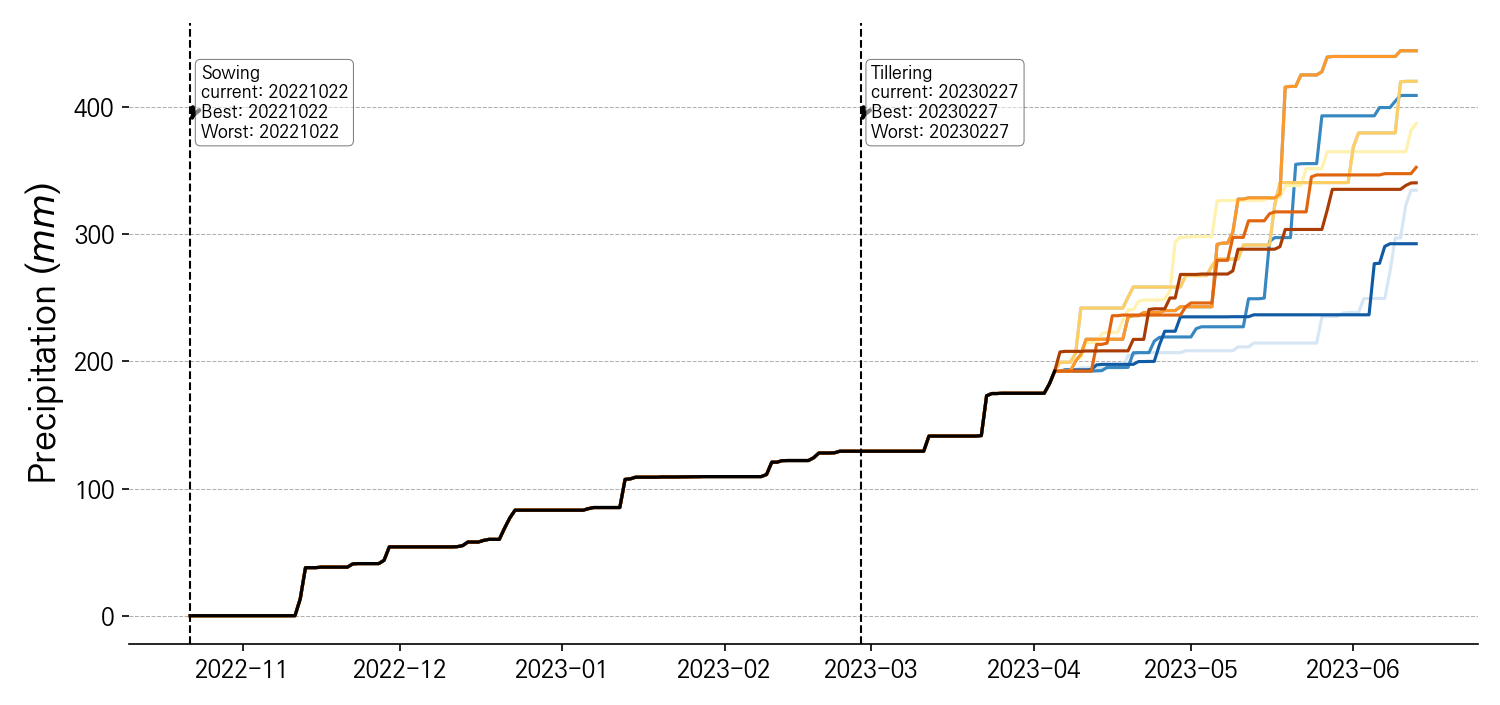 Sowing
current: 20221022
Best: 20221022
Worst: 20221022
Tillering
current: 20230227
Best: 20230227
Worst: 20230227
Precipitation (mm)
400
300
200
100
0
2022-11
2022-12
2023-01
2023-02
2023-03
2023-04
2023-05
2023-06